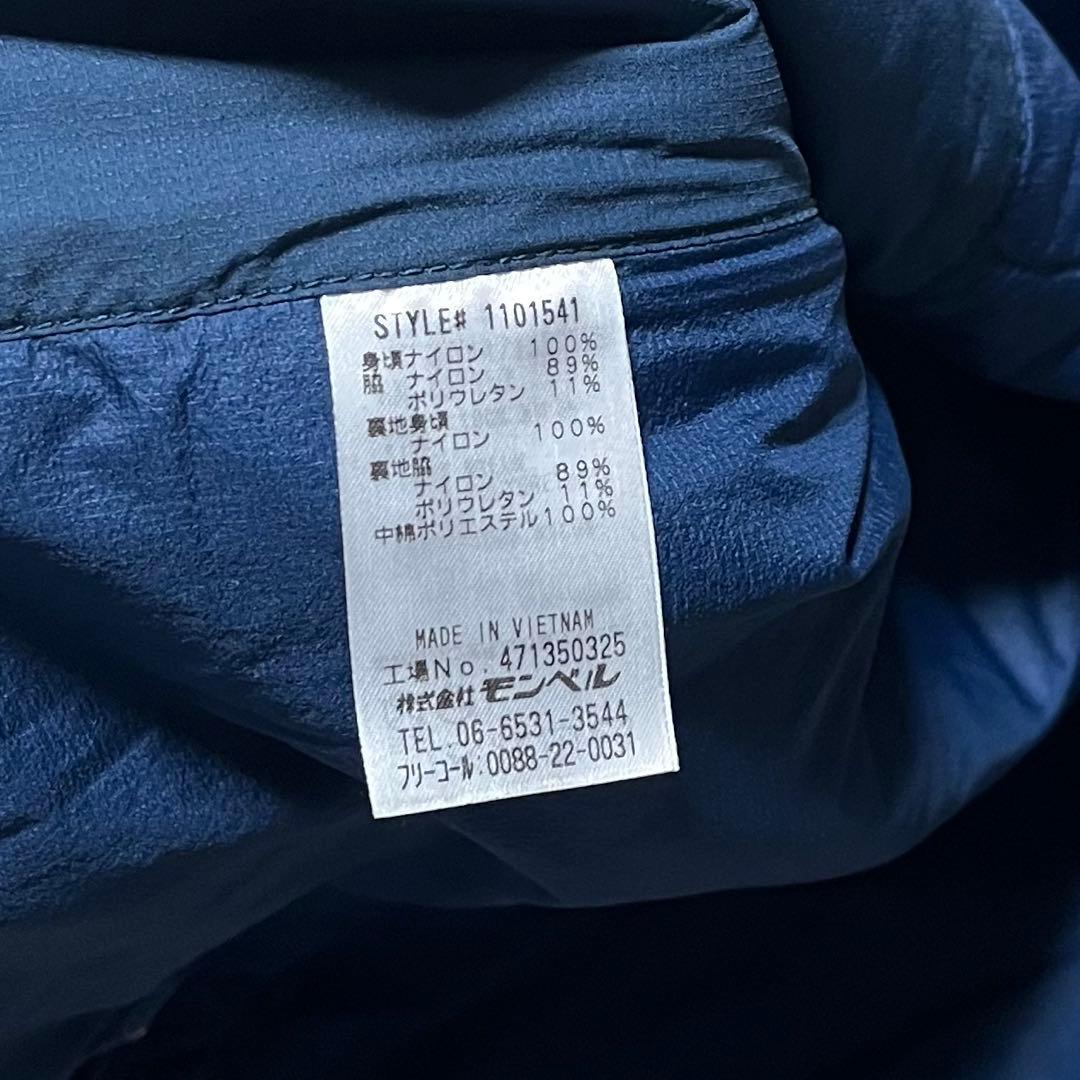 STYLE# 1101541
身頃ナイロン 100%
脇 ナイロン 89%
ポリウレタン 11%
裏地身頃
ナイロン 100%
裏地脇
ナイロン 89%
ポリウレタン 11%
中綿ポリエステル100%
MADE IN VIETNAM
工場No.471350325
株式会社 モンベル
TEL.06-6531-3544
フリーコール:0088-22-0031